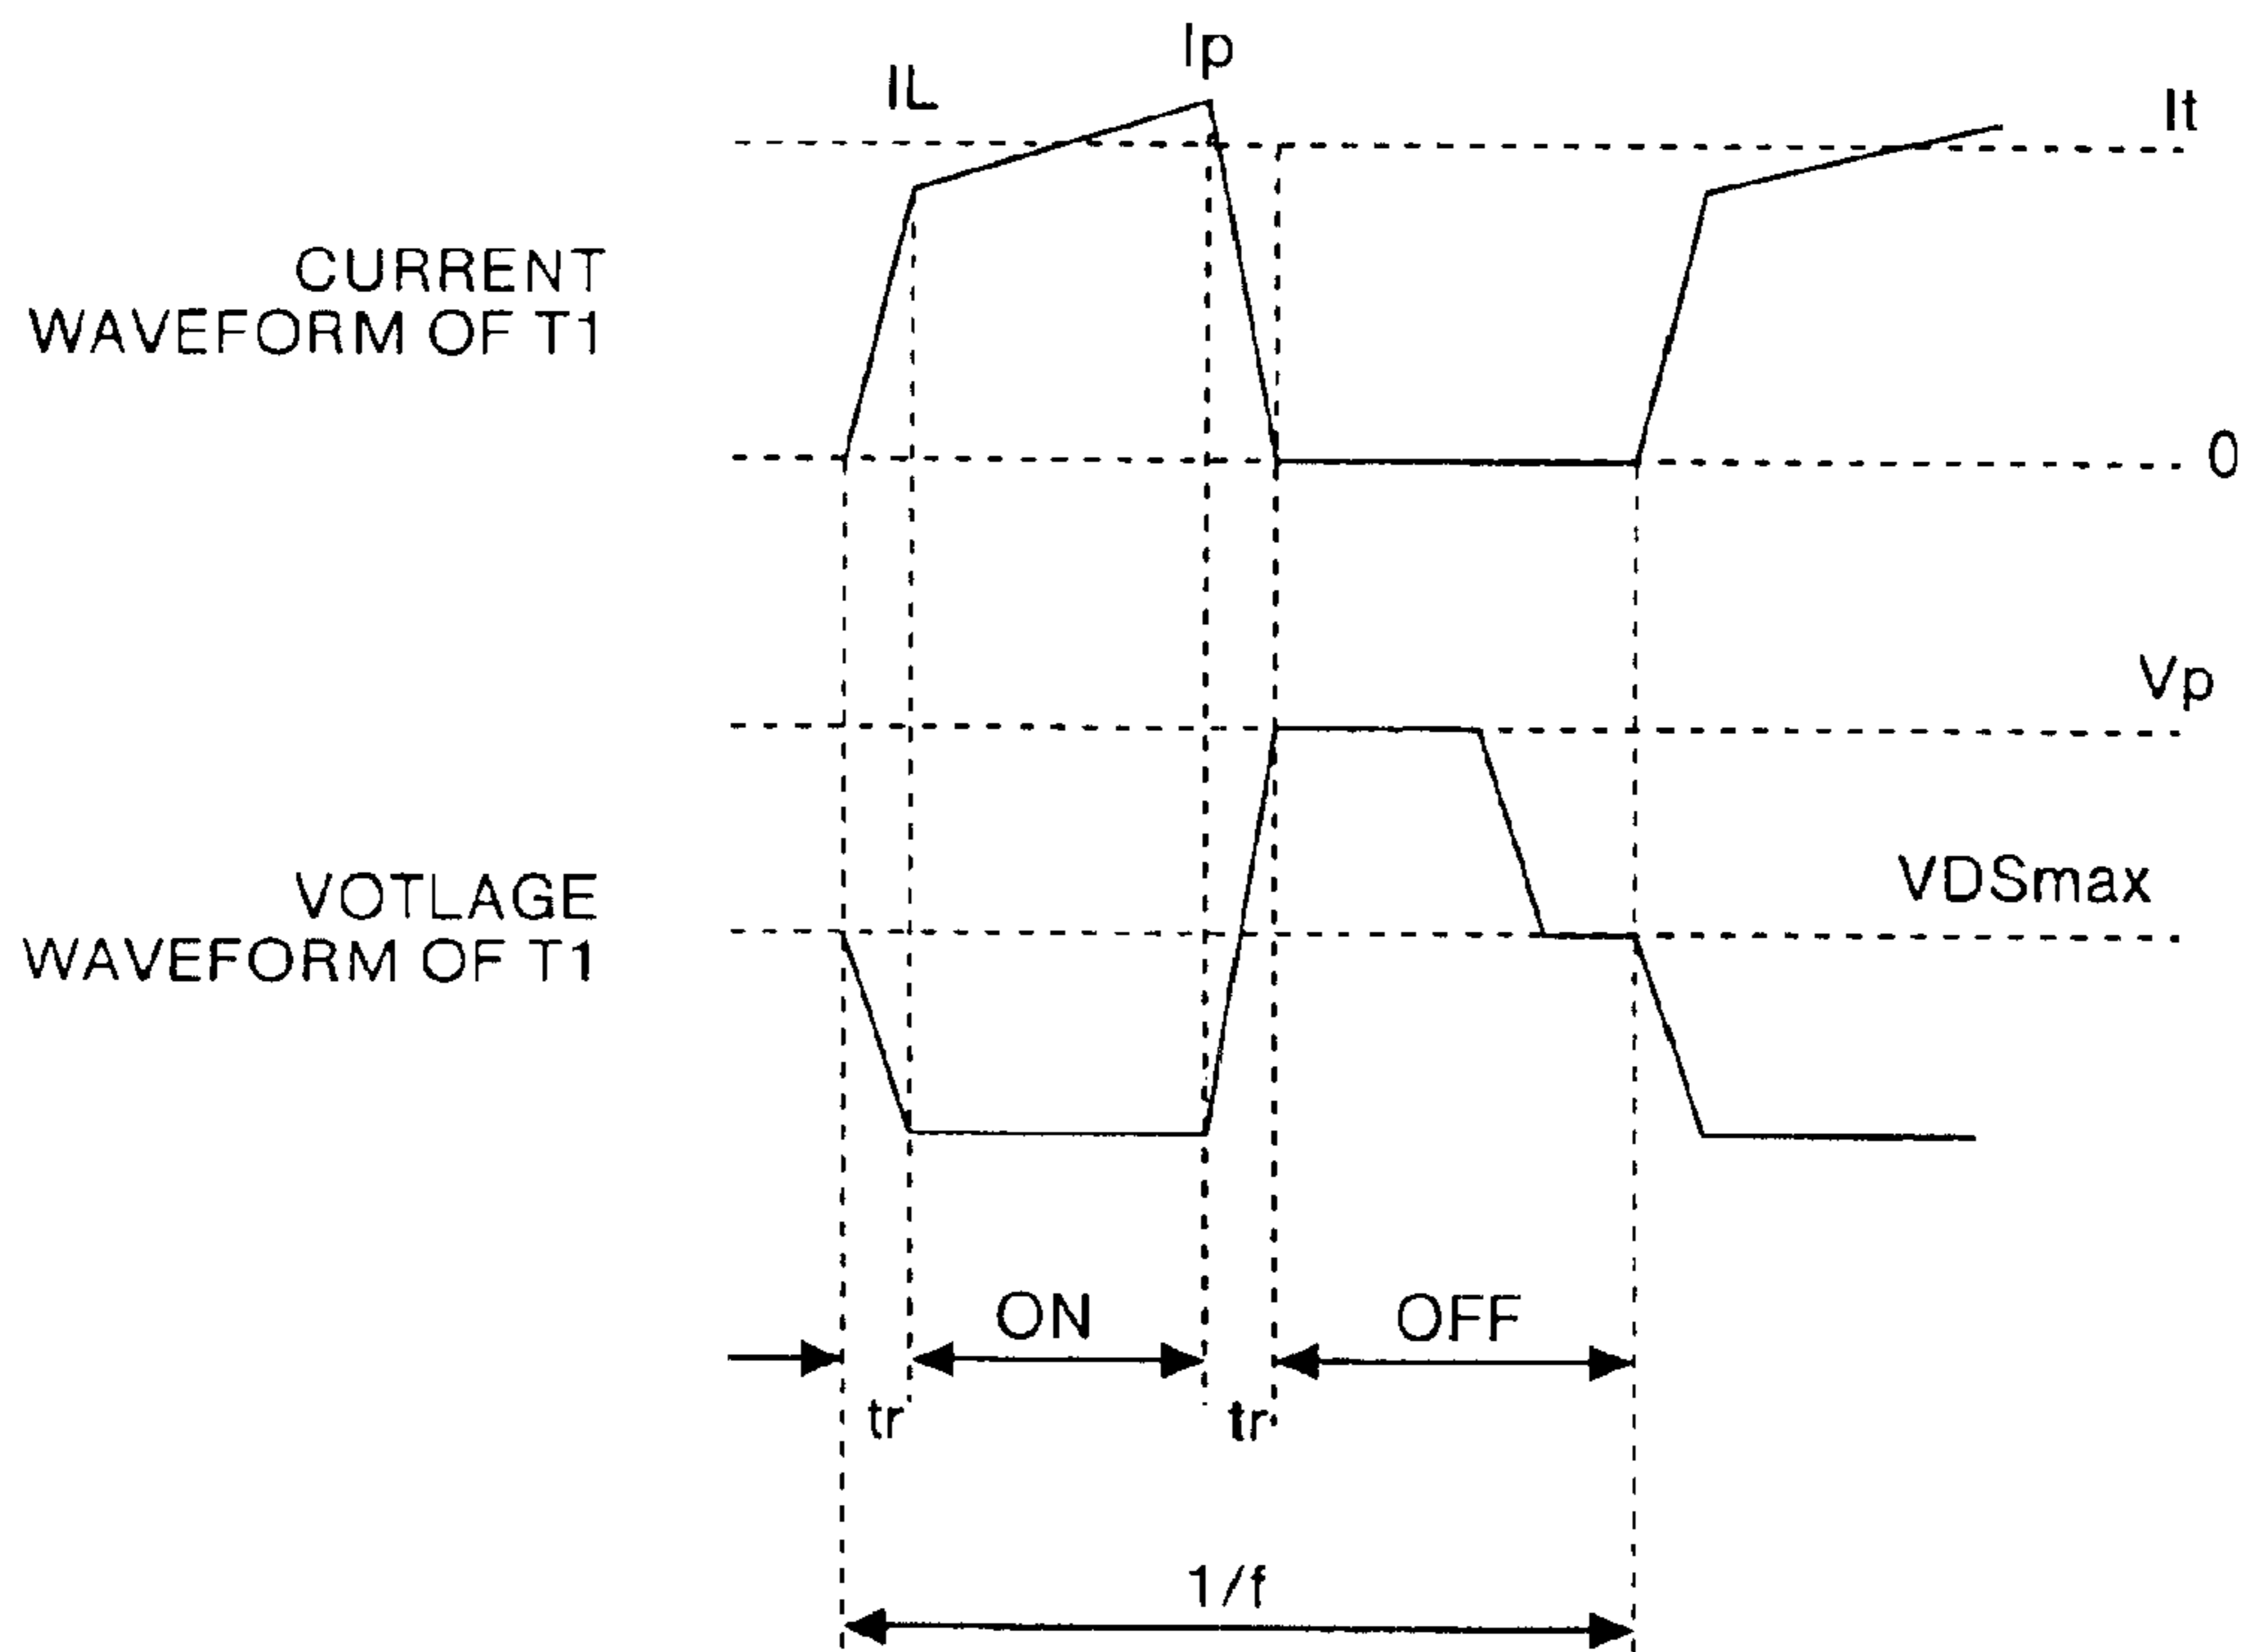 Ip
IL
It
CURRENT
WAVEFORM OF T1
0
Vp
VDSmax
VOTLAGE
WAVEFORM OF T1
ON
OFF
tr
tr
1/f